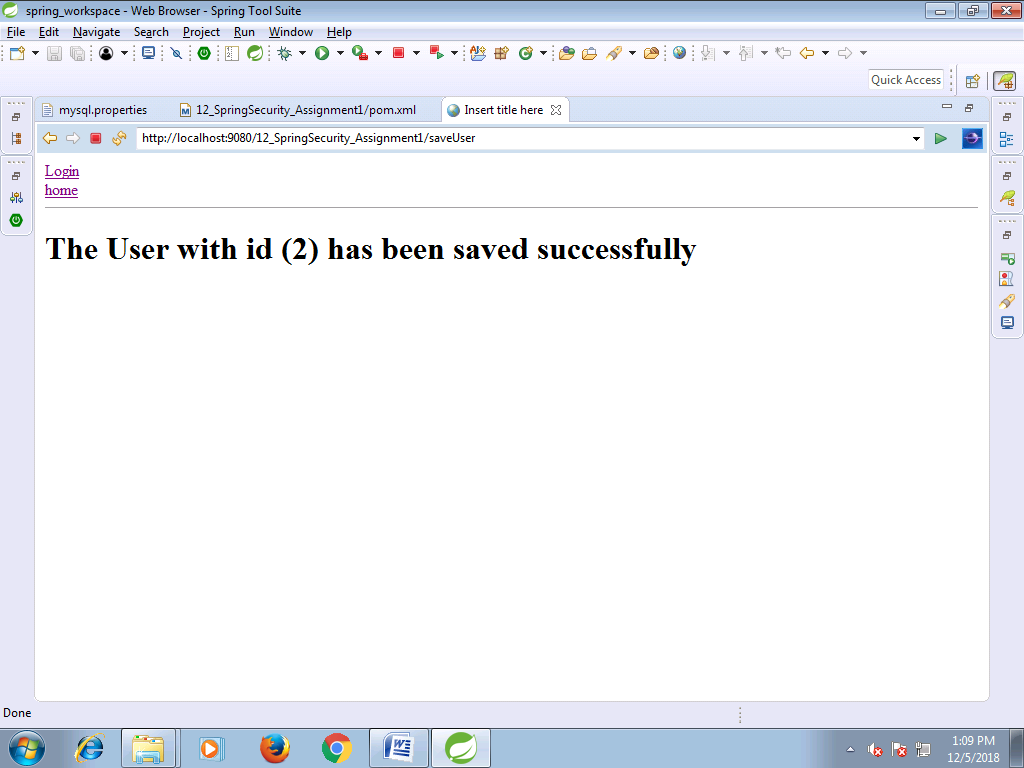 spring_workspace - Web Browser - Spring Tool Suite
File Edit Navigate Search Project Run Window Help
Quick Access
mysql.properties 12_SpringSecurity_Assignment1/pom.xml Insert title here
http://localhost:9080/12_SpringSecurity_Assignment1/saveUser
Login
home
The User with id (2) has been saved successfully
Done
1:09 PM
12/5/2018